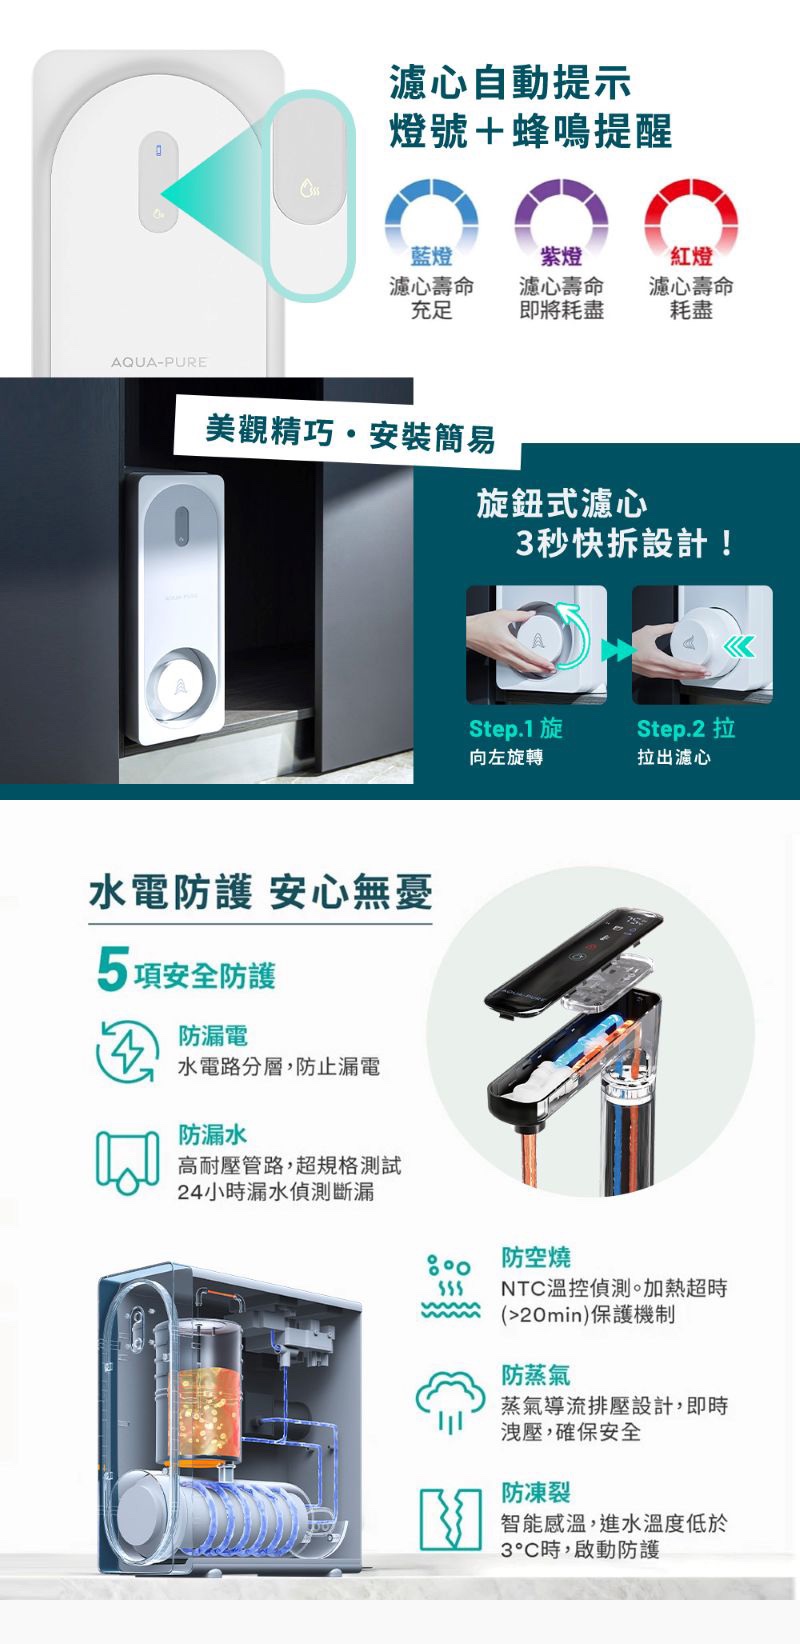 濾心自動提示
燈號＋蜂鳴提醒
藍燈
濾心壽命
充足
紫燈
濾心壽命
即將耗盡
紅燈
濾心壽命
耗盡
AQUA-PURE
美觀精巧・安裝簡易
AQUA-PURE
旋鈕式濾心
3秒快拆設計！
Step.1 旋
向左旋轉
Step.2 拉
拉出濾心
水電防護 安心無憂
5項安全防護
防漏電
水電路分層，防止漏電
防漏水
高耐壓管路，超規格測試
24小時漏水偵測斷漏
AQUA-PURE
防空燒
NTC溫控偵測。加熱超時
(>20min)保護機制
防蒸氣
蒸氣導流排壓設計，即時
洩壓，確保安全
防凍裂
智能感溫，進水溫度低於
3°C時，啟動防護